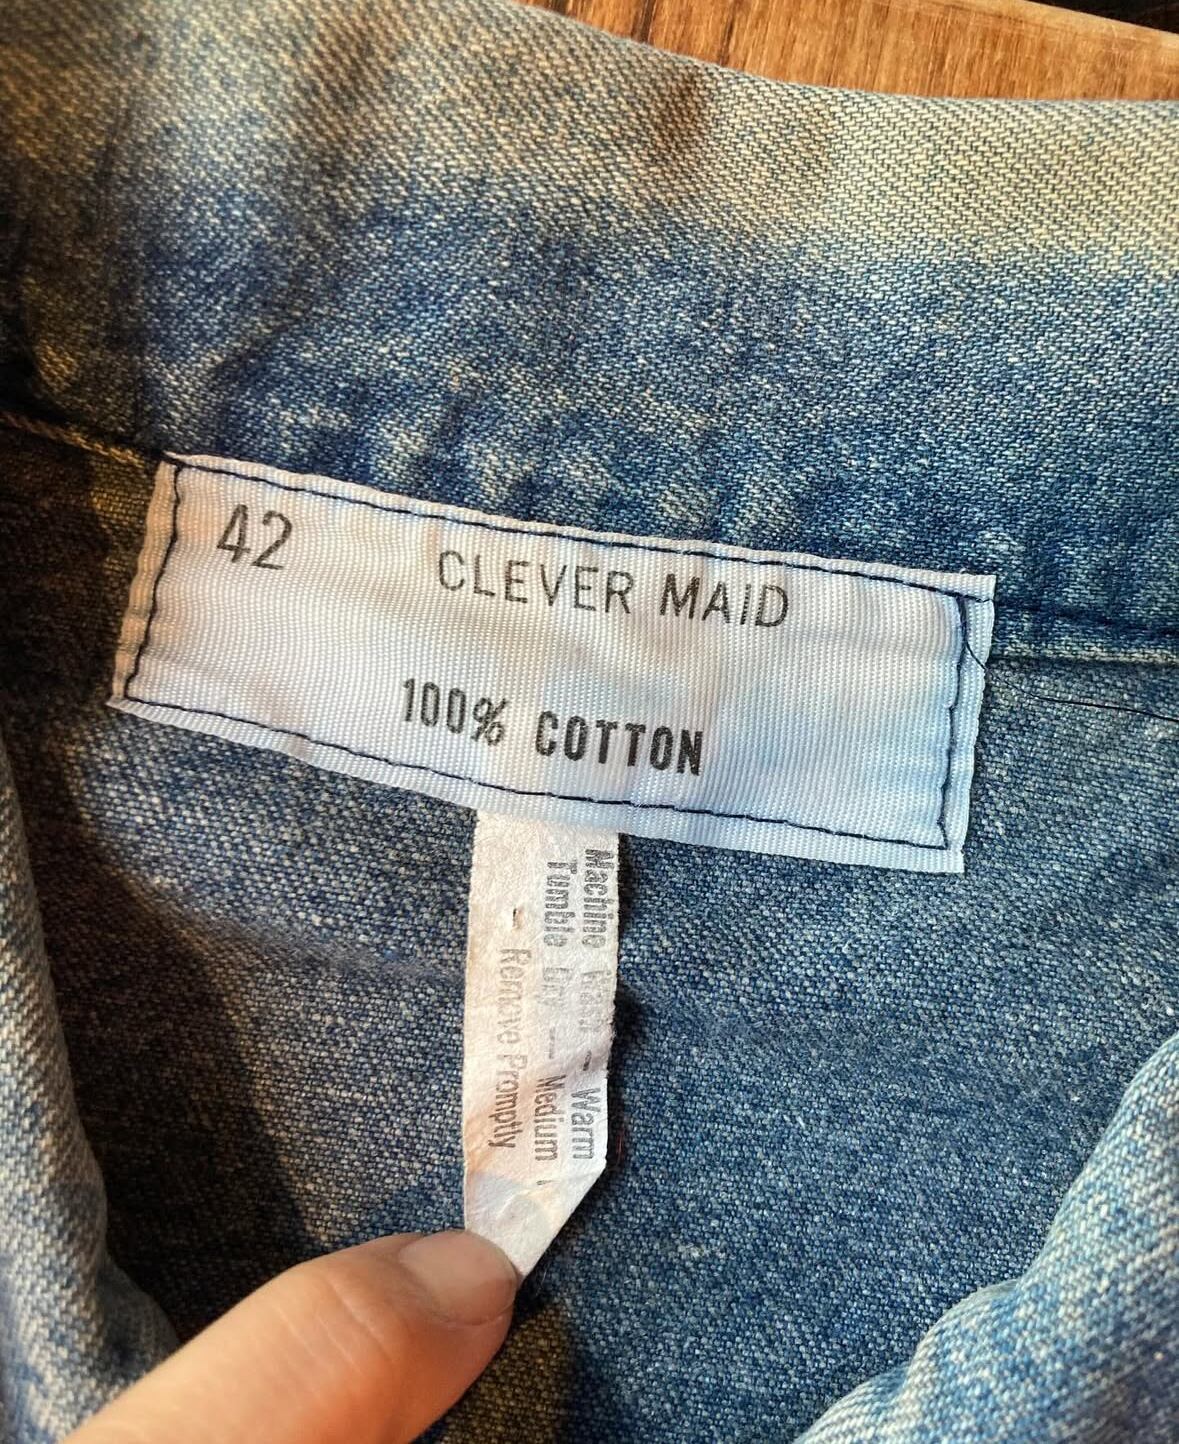 42 CLEVER MAID
100% COTTON
Machine Wash - Warm
Tumble Dry - Medium
- Remove Promptly